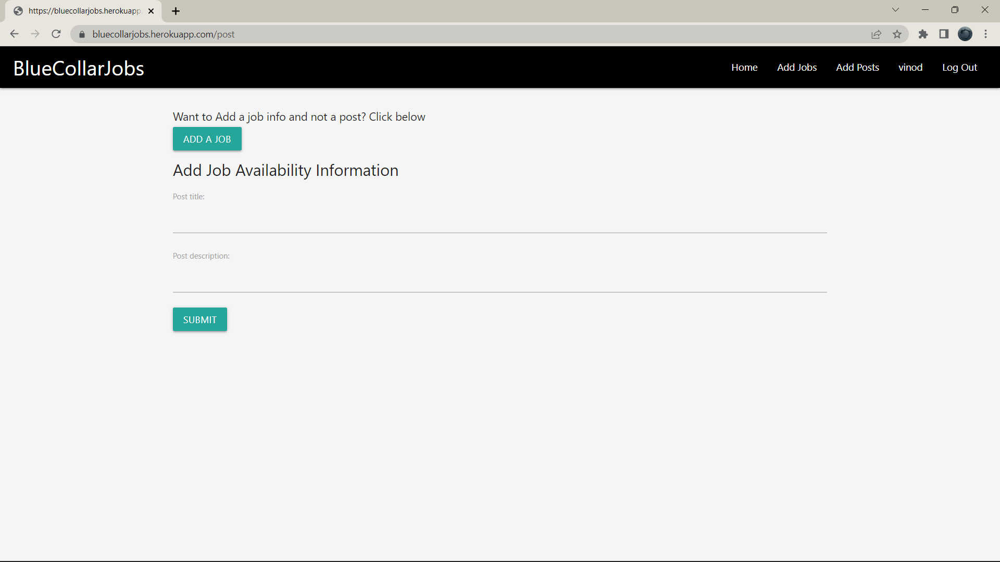 https://bluecollarjobs.herokuapp.
bluecollarjobs.herokuapp.com/post
BlueCollarJobs
Home
Add Jobs
Add Posts
vinod
Log Out
Want to Add a job info and not a post? Click below
ADD A JOB
Add Job Availability Information
Post title:
Post description:
SUBMIT